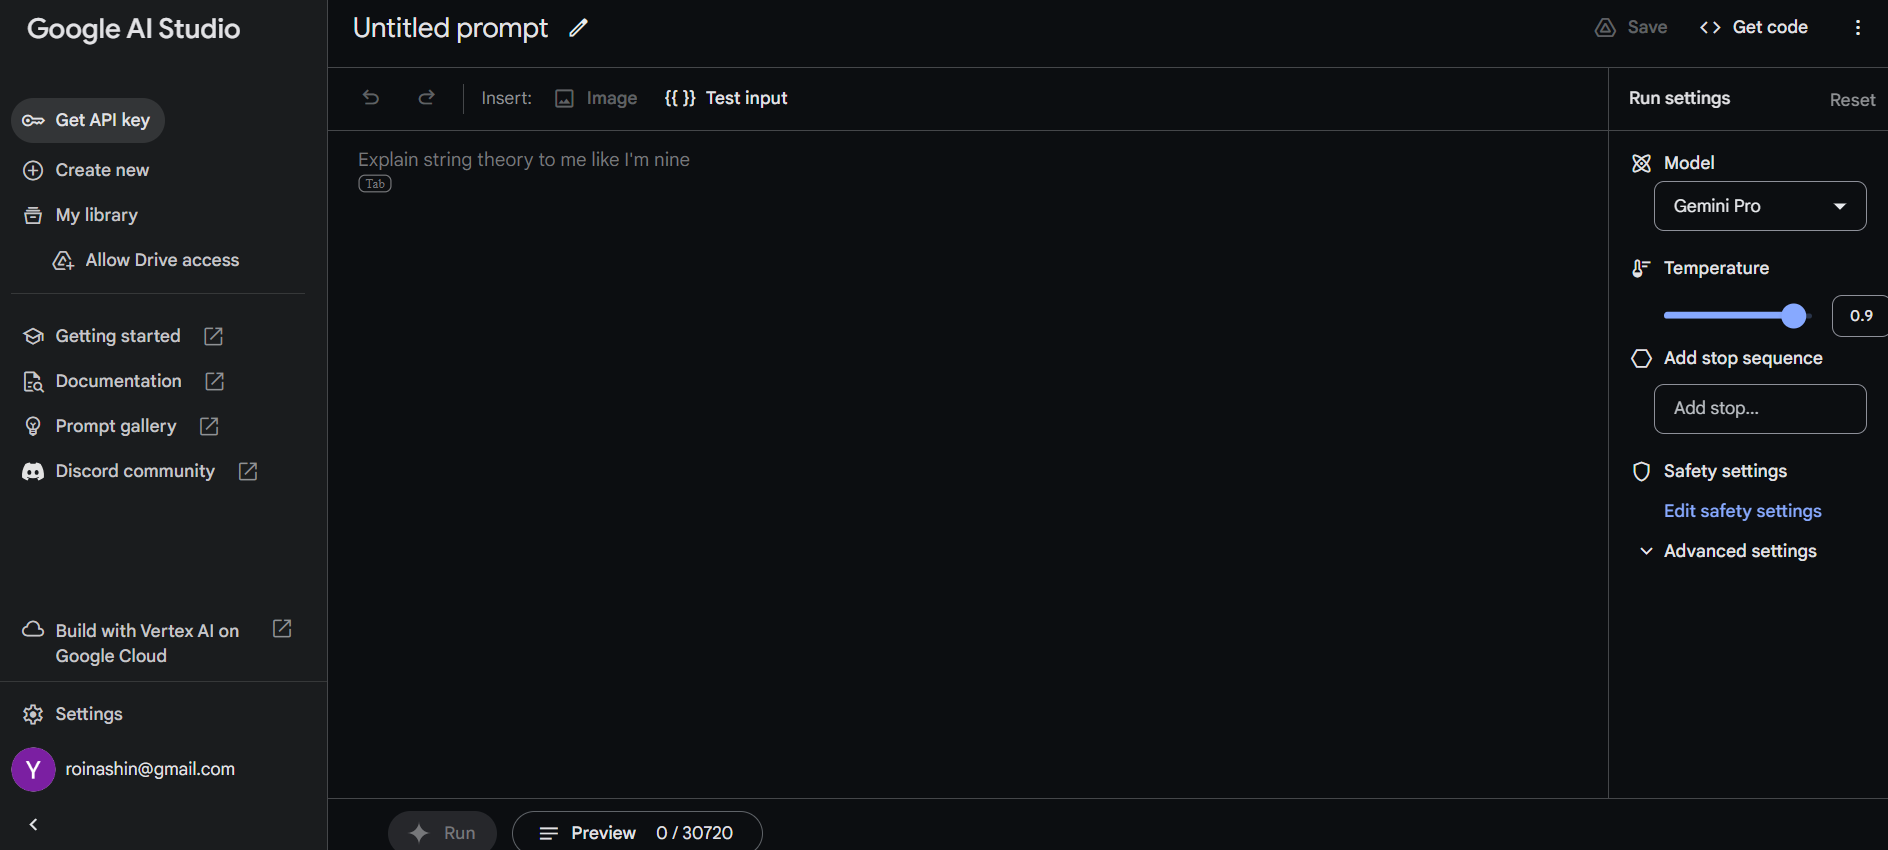 Google AI Studio
Get API key
Create new
My library
Allow Drive access
Getting started
Documentation
Prompt gallery
Discord community
Build with Vertex AI on
Google Cloud
Settings
Y
roinashin@gmail.com
Untitled prompt
Save
Get code
Insert:
Image
{{ }} Test input
Explain string theory to me like I'm nine
Tab
Run
Preview 0 / 30720
Run settings
Reset
Model
Gemini Pro
Temperature
0.9
Add stop sequence
Add stop...
Safety settings
Edit safety settings
Advanced settings